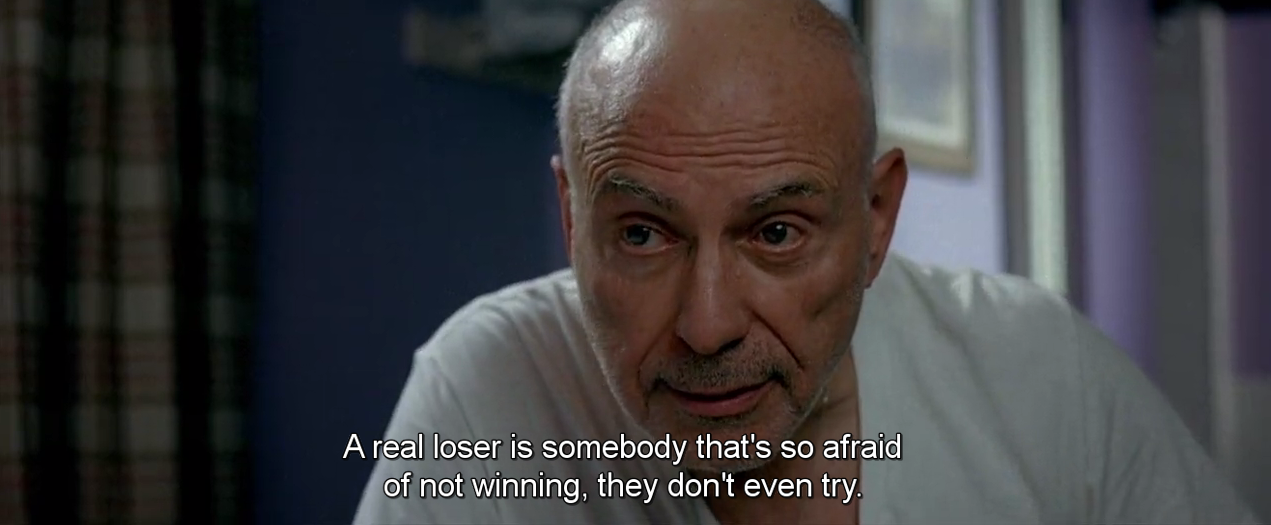 A real loser is somebody that's so afraid
of not winning, they don't even try.